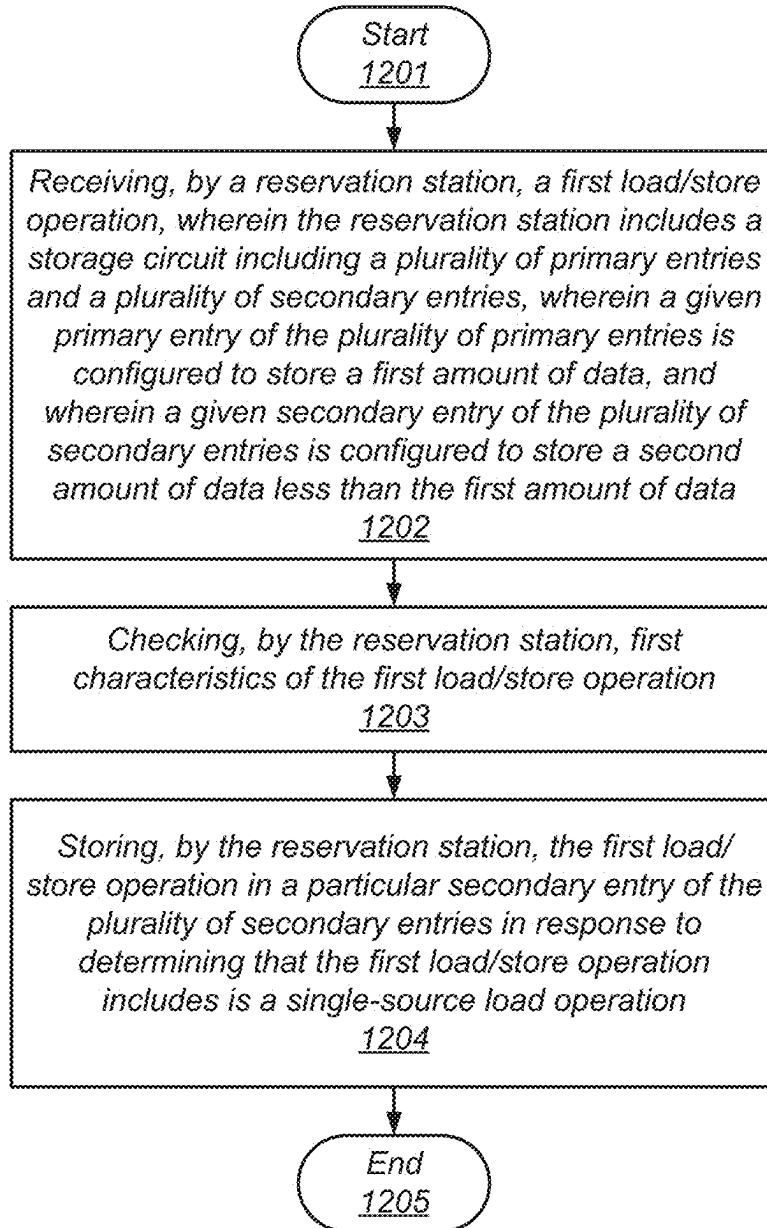 Start
1201
Receiving, by a reservation station, a first load/store
operation, wherein the reservation station includes a
storage circuit including a plurality of primary entries
and a plurality of secondary entries, wherein a given
primary entry of the plurality of primary entries is
configured to store a first amount of data, and
wherein a given secondary entry of the plurality of
secondary entries is configured to store a second
amount of data less than the first amount of data
1202
Checking, by the reservation station, first
characteristics of the first load/store operation
1203
Storing, by the reservation station, the first load/
store operation in a particular secondary entry of the
plurality of secondary entries in response to
determining that the first load/store operation
includes is a single-source load operation
1204
End
1205